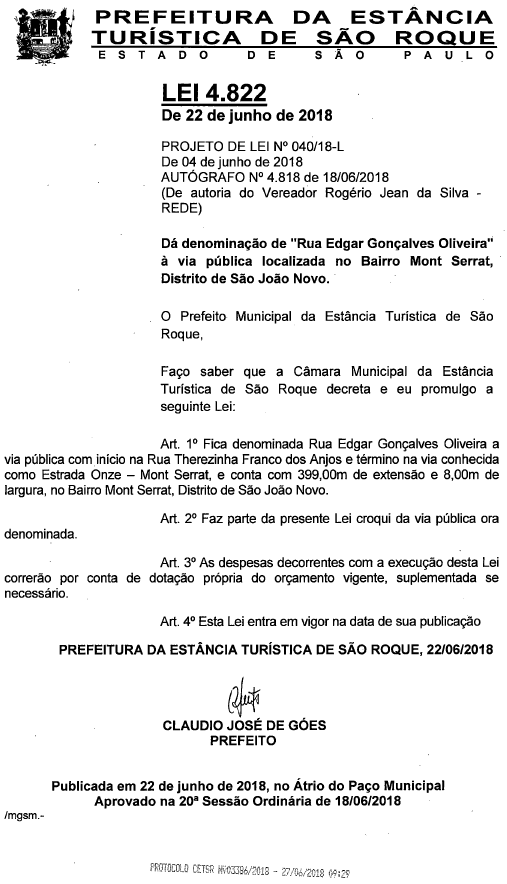 PREFEITURA DA ESTÂNCIA
TURÍSTICA DE SÃO ROQUE
ESTADO DE SÃO PAULO
LEI 4.822
De 22 de junho de 2018
PROJETO DE LEI Nº 040/18-L
De 04 de junho de 2018
AUTÓGRAFO Nº 4.818 de 18/06/2018
(De autoria do Vereador Rogério Jean da Silva -
REDE)
Dá denominação de "Rua Edgar Gonçalves Oliveira"
à via pública localizada no Bairro Mont Serrat,
Distrito de São João Novo.
O Prefeito Municipal da Estância Turística de São
Roque,
Faço saber que a Câmara Municipal da Estância
Turística de São Roque decreta e eu promulgo a
seguinte Lei:
Art. 1º Fica denominada Rua Edgar Gonçalves Oliveira a
via pública com início na Rua Therezinha Franco dos Anjos e término na via conhecida
como Estrada Onze – Mont Serrat, e conta com 399,00m de extensão e 8,00m de
largura, no Bairro Mont Serrat, Distrito de São João Novo.
Art. 2º Faz parte da presente Lei croqui da via pública ora
denominada.
Art. 3º As despesas decorrentes com a execução desta Lei
correrão por conta de dotação própria do orçamento vigente, suplementada se
necessário.
Art. 4º Esta Lei entra em vigor na data de sua publicação
PREFEITURA DA ESTÂNCIA TURÍSTICA DE SÃO ROQUE, 22/06/2018
CLAUDIO JOSÉ DE GÓES
PREFEITO
Publicada em 22 de junho de 2018, no Átrio do Paço Municipal
Aprovado na 20ª Sessão Ordinária de 18/06/2018
/mgsm.-
PROTOCOLO CETSR Nº03386/2018 - 27/06/2018 09:29